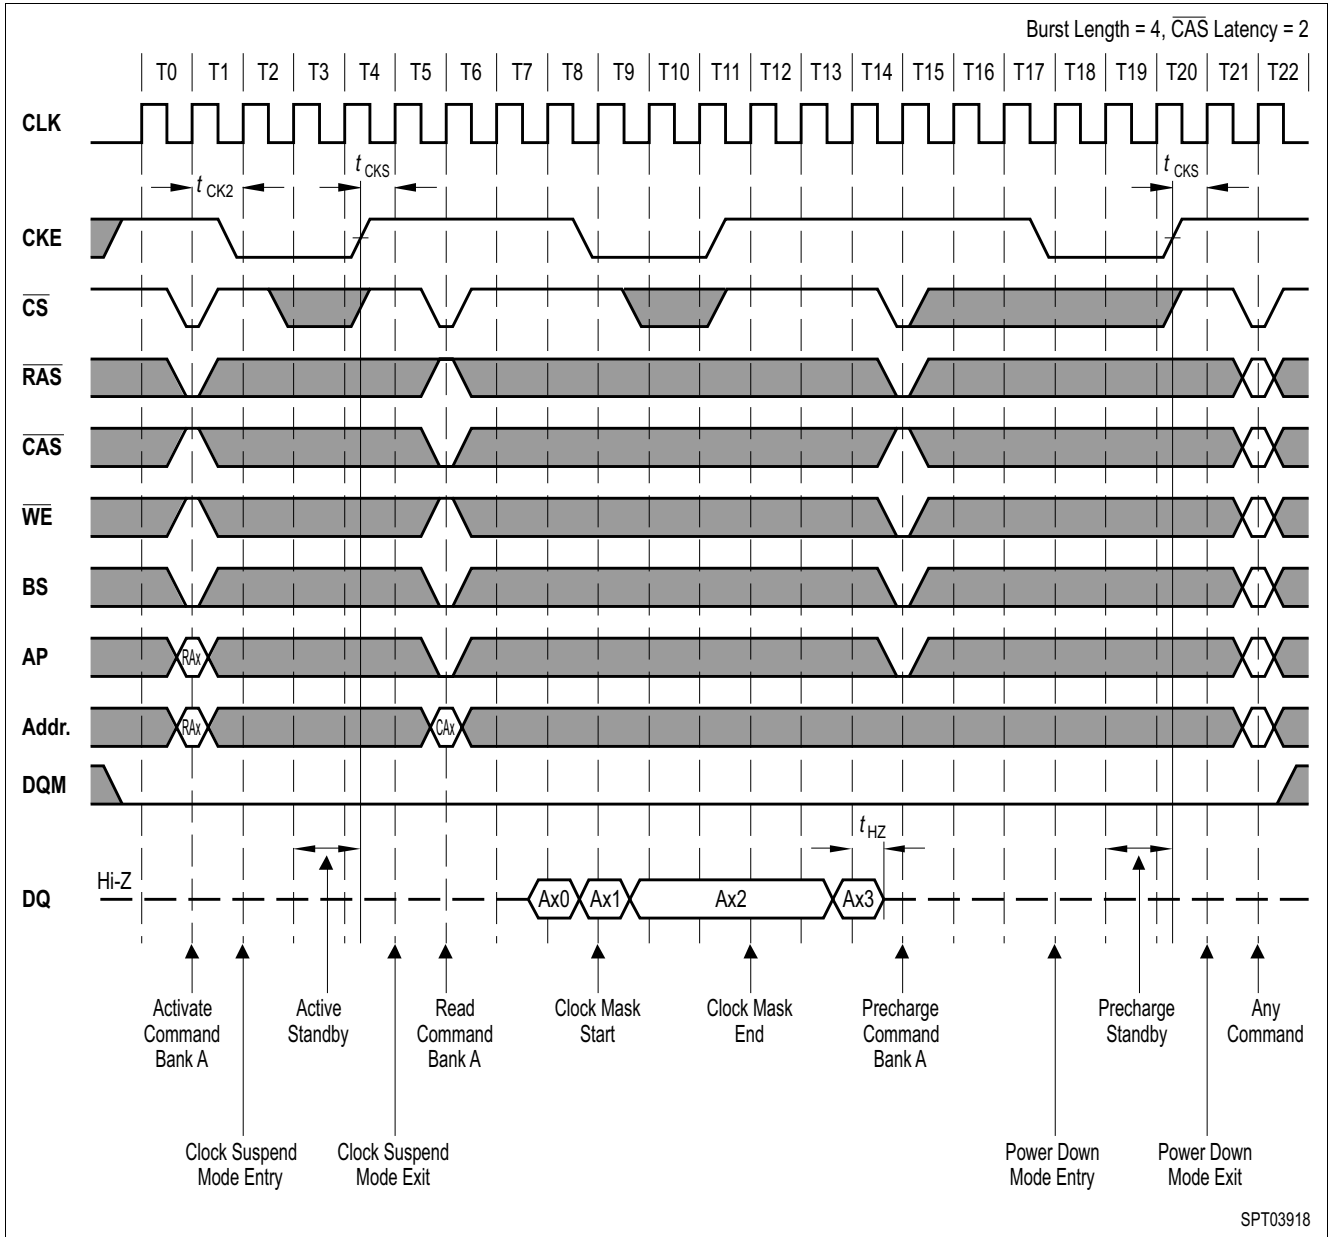 Burst Length = 4, CAS Latency = 2
T0 T1 T2 T3 T4 T5 T6 T7 T8 T9 T10 T11 T12 T13 T14 T15 T16 T17 T18 T19 T20 T21 T22
CLK
t CK2
t CKS
t CKS
CKE
CS
RAS
CAS
WE
BS
AP
RAx
Addr.
RAx
CAx
DQM
t HZ
DQ
Hi-Z
Ax0
Ax1
Ax2
Ax3
Activate
Command
Bank A
Active
Standby
Read
Command
Bank A
Clock Mask
Start
Clock Mask
End
Precharge
Command
Bank A
Precharge
Standby
Any
Command
Clock Suspend
Mode Entry
Clock Suspend
Mode Exit
Power Down
Mode Entry
Power Down
Mode Exit
SPT03918